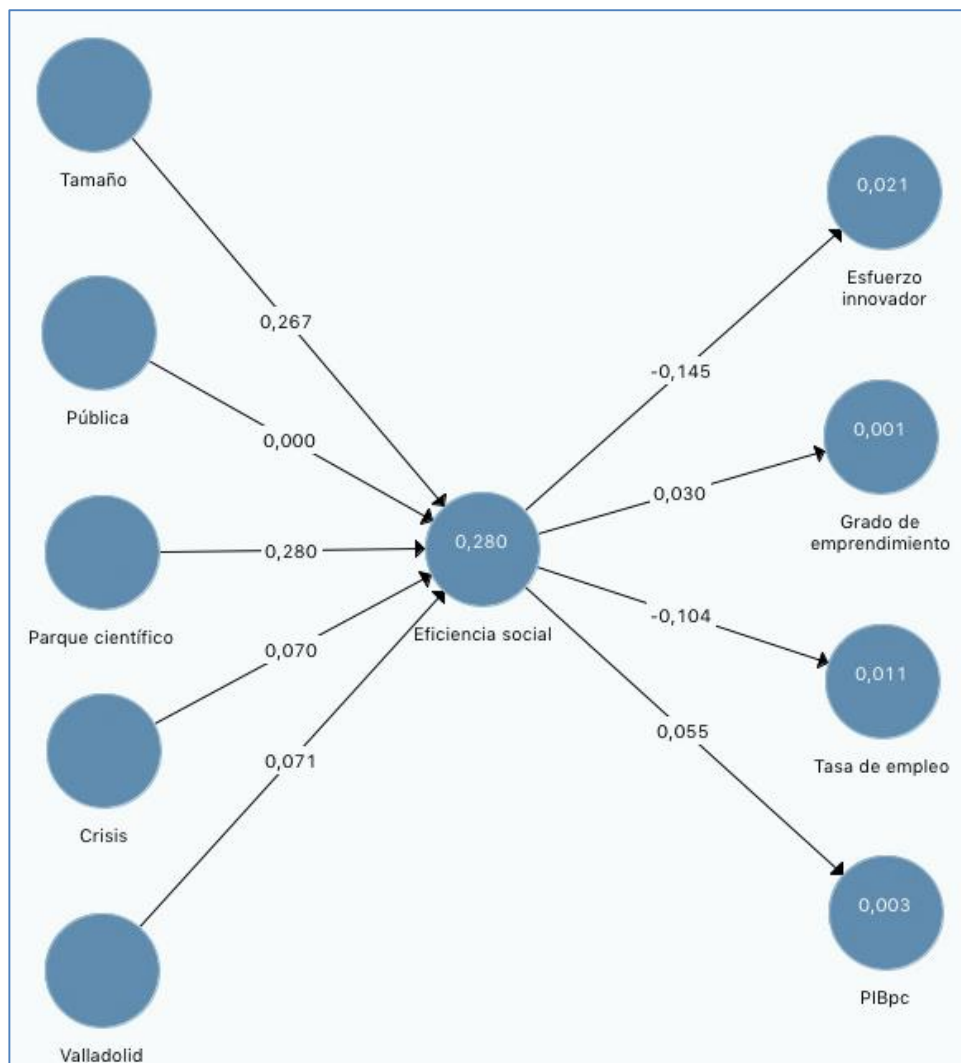 Tamaño
0,267
Pública
0,000
Parque científico
0,280
Crisis
0,070
Valladolid
0,071
0,280
Eficiencia social
-0,145
0,021
Esfuerzo
innovador
0,030
0,001
Grado de
emprendimiento
-0,104
0,011
Tasa de empleo
0,055
0,003
PIBpc